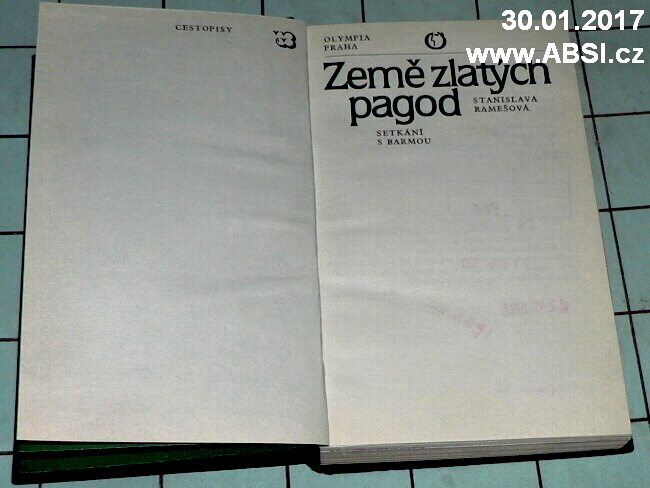 30.01.2017
www.ABSI.cz
CESTOPISY
OLYMPIA
PRAHA
Země zlatých
pagod
STANISLAVA
RAMEŠOVÁ
SETKÁNÍ
S BARMOU